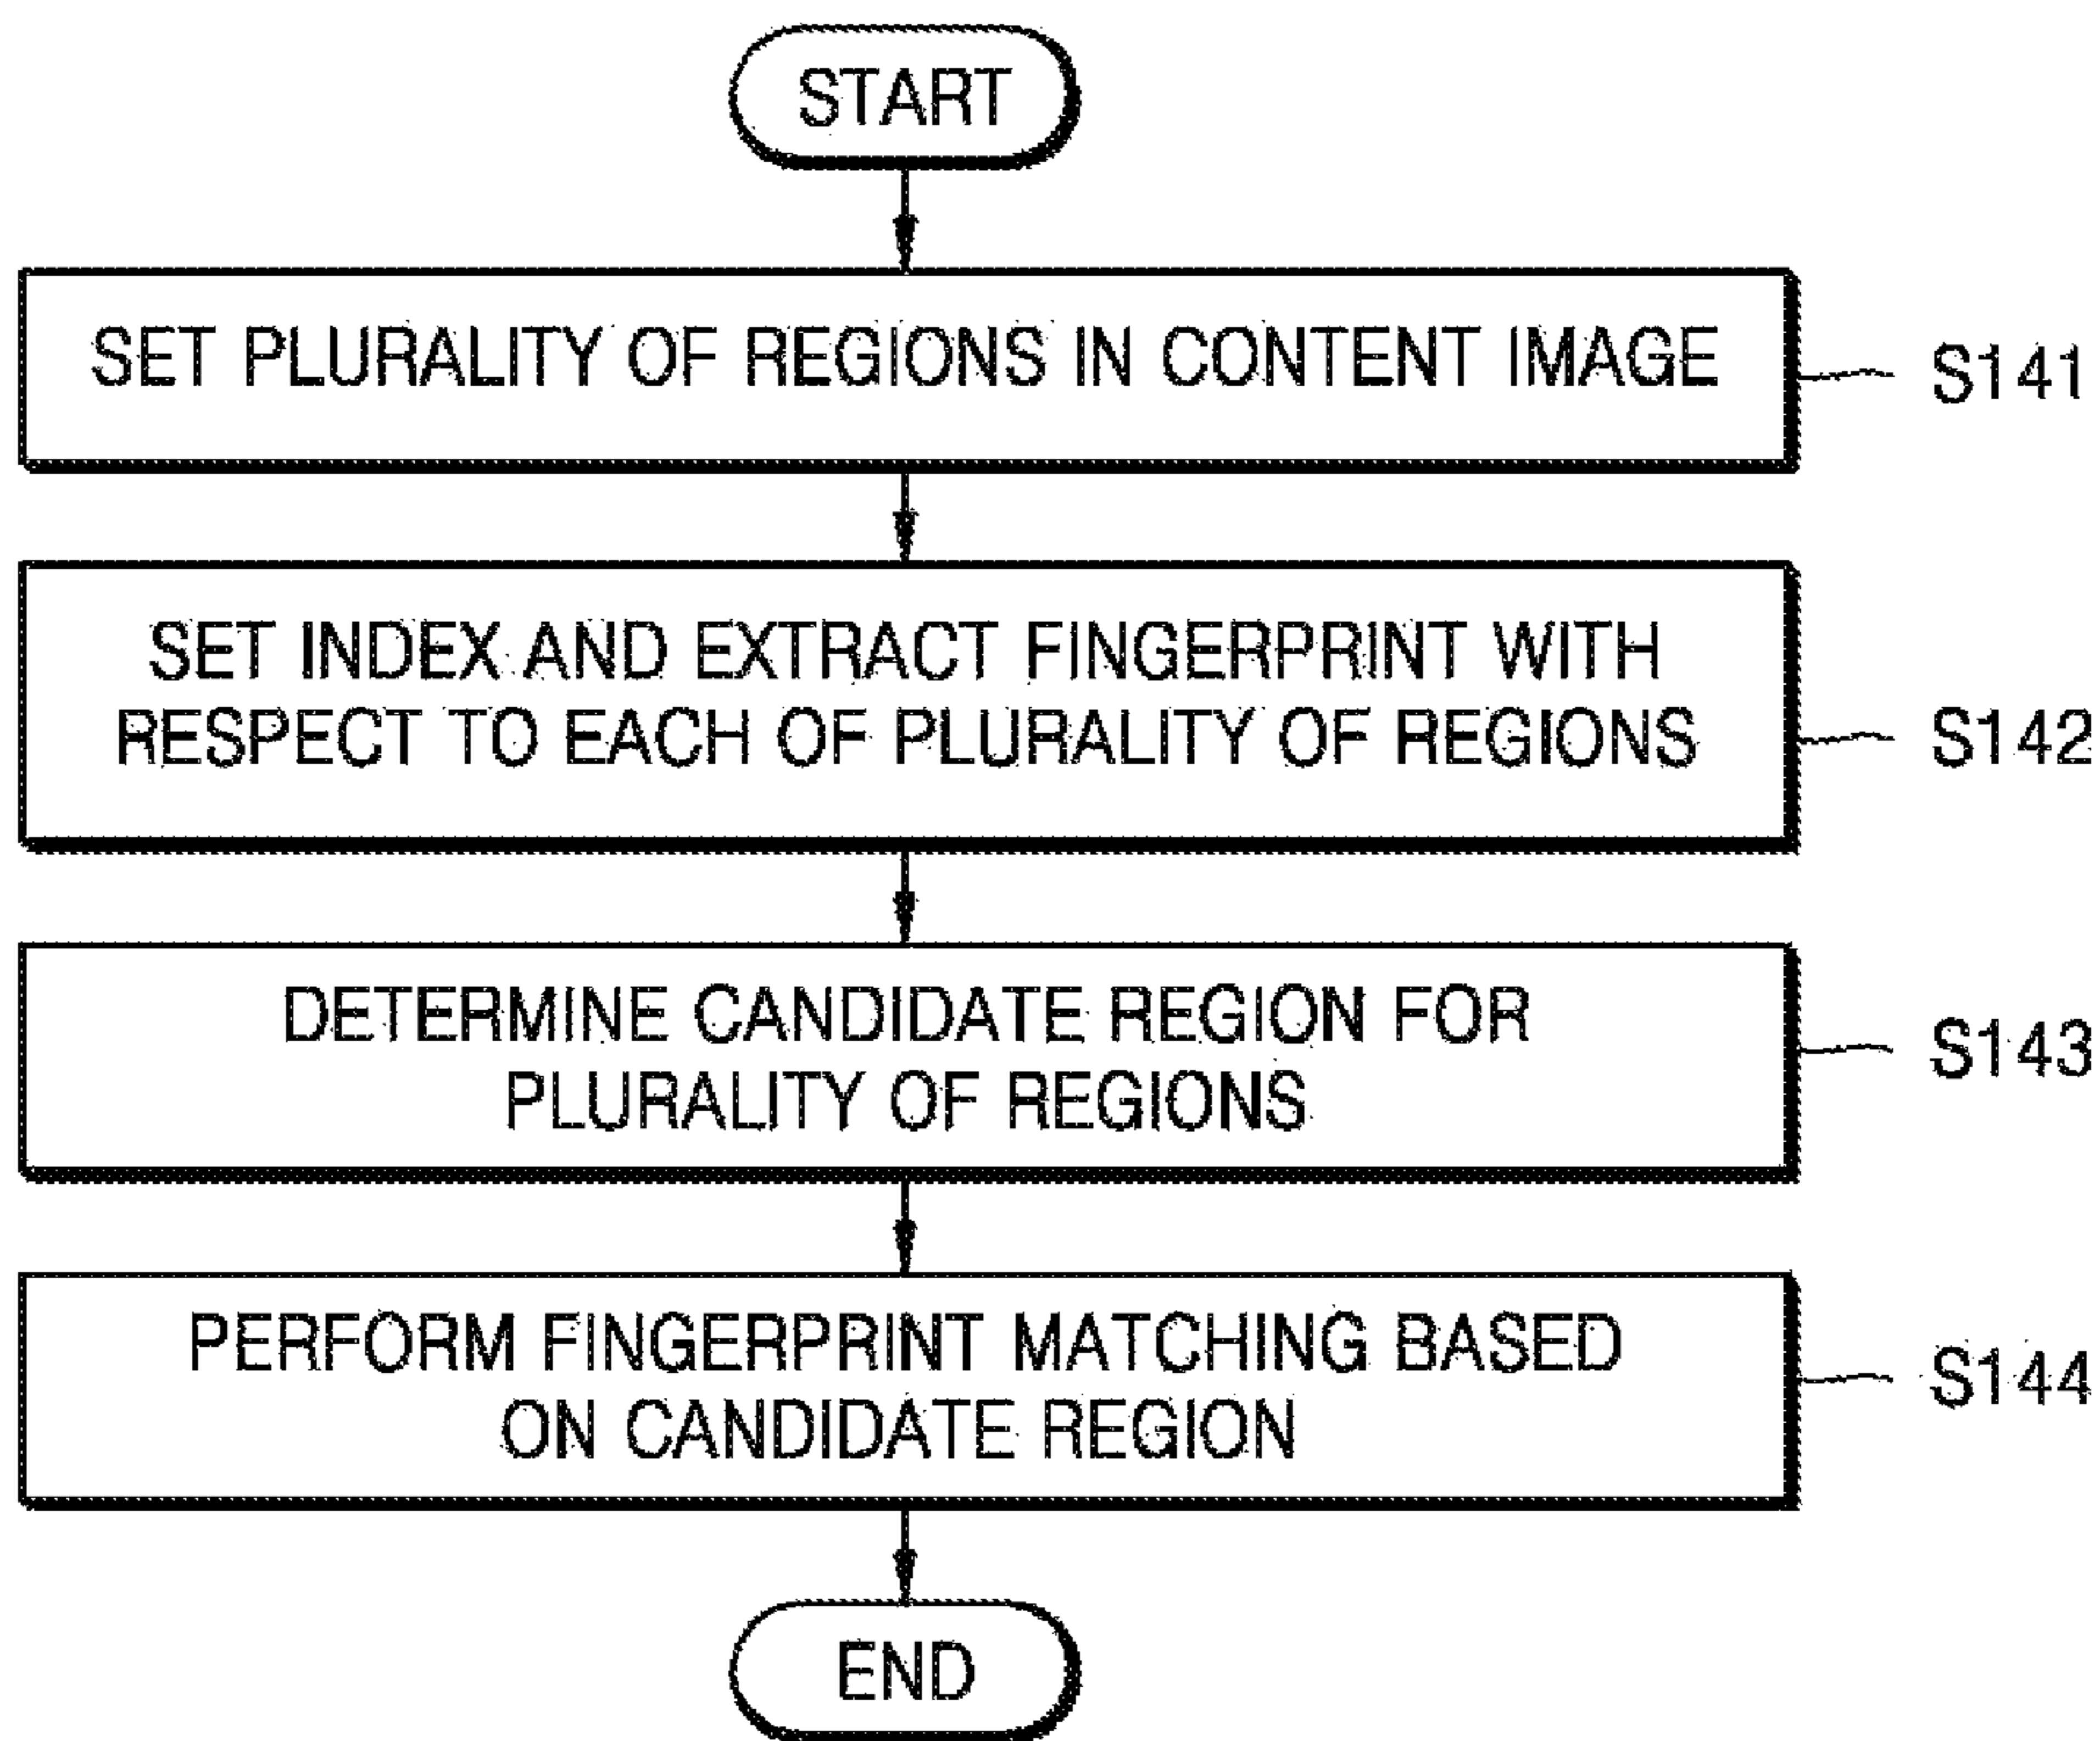 START
SET PLURALITY OF REGIONS IN CONTENT IMAGE
S141
SET INDEX AND EXTRACT FINGERPRINT WITH
RESPECT TO EACH OF PLURALITY OF REGIONS
S142
DETERMINE CANDIDATE REGION FOR
PLURALITY OF REGIONS
S143
PERFORM FINGERPRINT MATCHING BASED
ON CANDIDATE REGION
S144
END